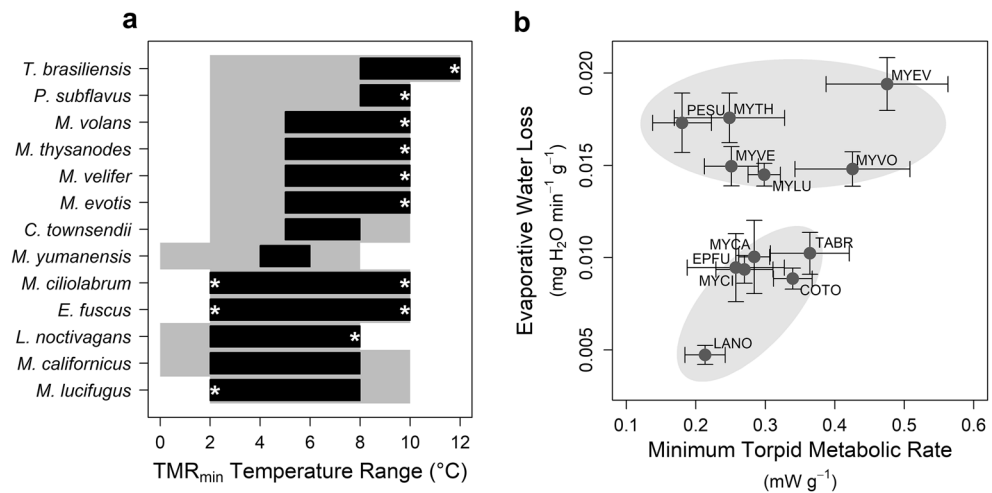 a
T. brasiliensis
P. subflavus
M. volans
M. thysanodes
M. velifer
M. evotis
C. townsendii
M. yumanensis
M. ciliolabrum
E. fuscus
L. noctivagans
M. californicus
M. lucifugus
* 
*
*
*
*
*
* *
* *
*
*
0 2 4 6 8 10 12
TMRmin Temperature Range (°C)
b
Evaporative Water Loss
(mg H2O min−1 g−1)
0.020
0.015
0.010
0.005
MYEV
PESU
MYTH
MYVE
MYVO
MYLU
MYCA
TABR
EPFU
MYCI
COTO
LANO
0.1 0.2 0.3 0.4 0.5 0.6
Minimum Torpid Metabolic Rate
(mW g−1)